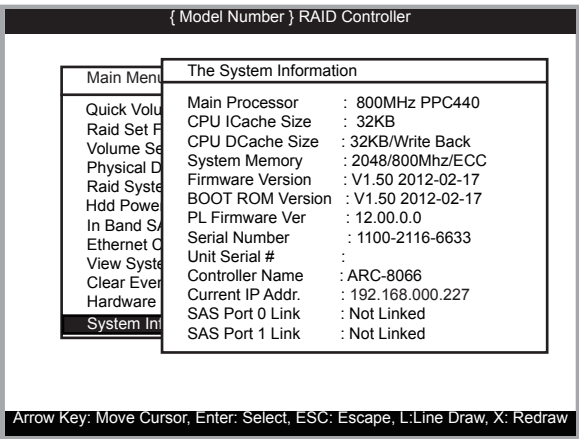 { Model Number } RAID Controller
Main Menu
Quick Volu
Raid Set F
Volume Se
Physical D
Raid Syste
Hdd Power
In Band SA
Ethernet C
View Syste
Clear Even
Hardware
System Inf
The System Information
Main Processor : 800MHz PPC440
CPU ICache Size : 32KB
CPU DCache Size : 32KB/Write Back
System Memory : 2048/800Mhz/ECC
Firmware Version : V1.50 2012-02-17
BOOT ROM Version : V1.50 2012-02-17
PL Firmware Ver : 12.00.0.0
Serial Number : 1100-2116-6633
Unit Serial # :
Controller Name : ARC-8066
Current IP Addr. : 192.168.000.227
SAS Port 0 Link : Not Linked
SAS Port 1 Link : Not Linked
Arrow Key: Move Cursor, Enter: Select, ESC: Escape, L:Line Draw, X: Redraw